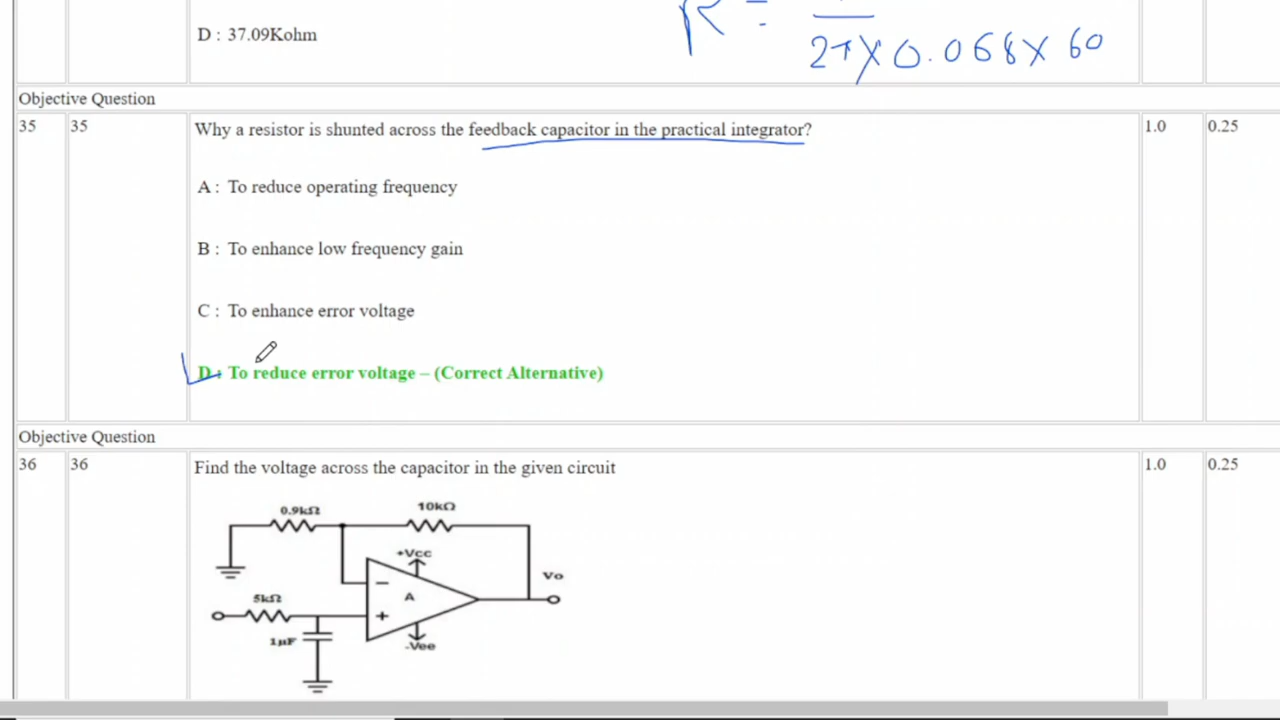 R =
D : 37.09Kohm
2π X 0.068 X 60
Objective Question
35 35 Why a resistor is shunted across the feedback capacitor in the practical integrator? 1.0 0.25
A : To reduce operating frequency
B : To enhance low frequency gain
C : To enhance error voltage
D : To reduce error voltage – (Correct Alternative)
Objective Question
36 36 Find the voltage across the capacitor in the given circuit 1.0 0.25
0.9kΩ 10kΩ
+Vcc
Vo
5kΩ A
−
+
1µF -Vee